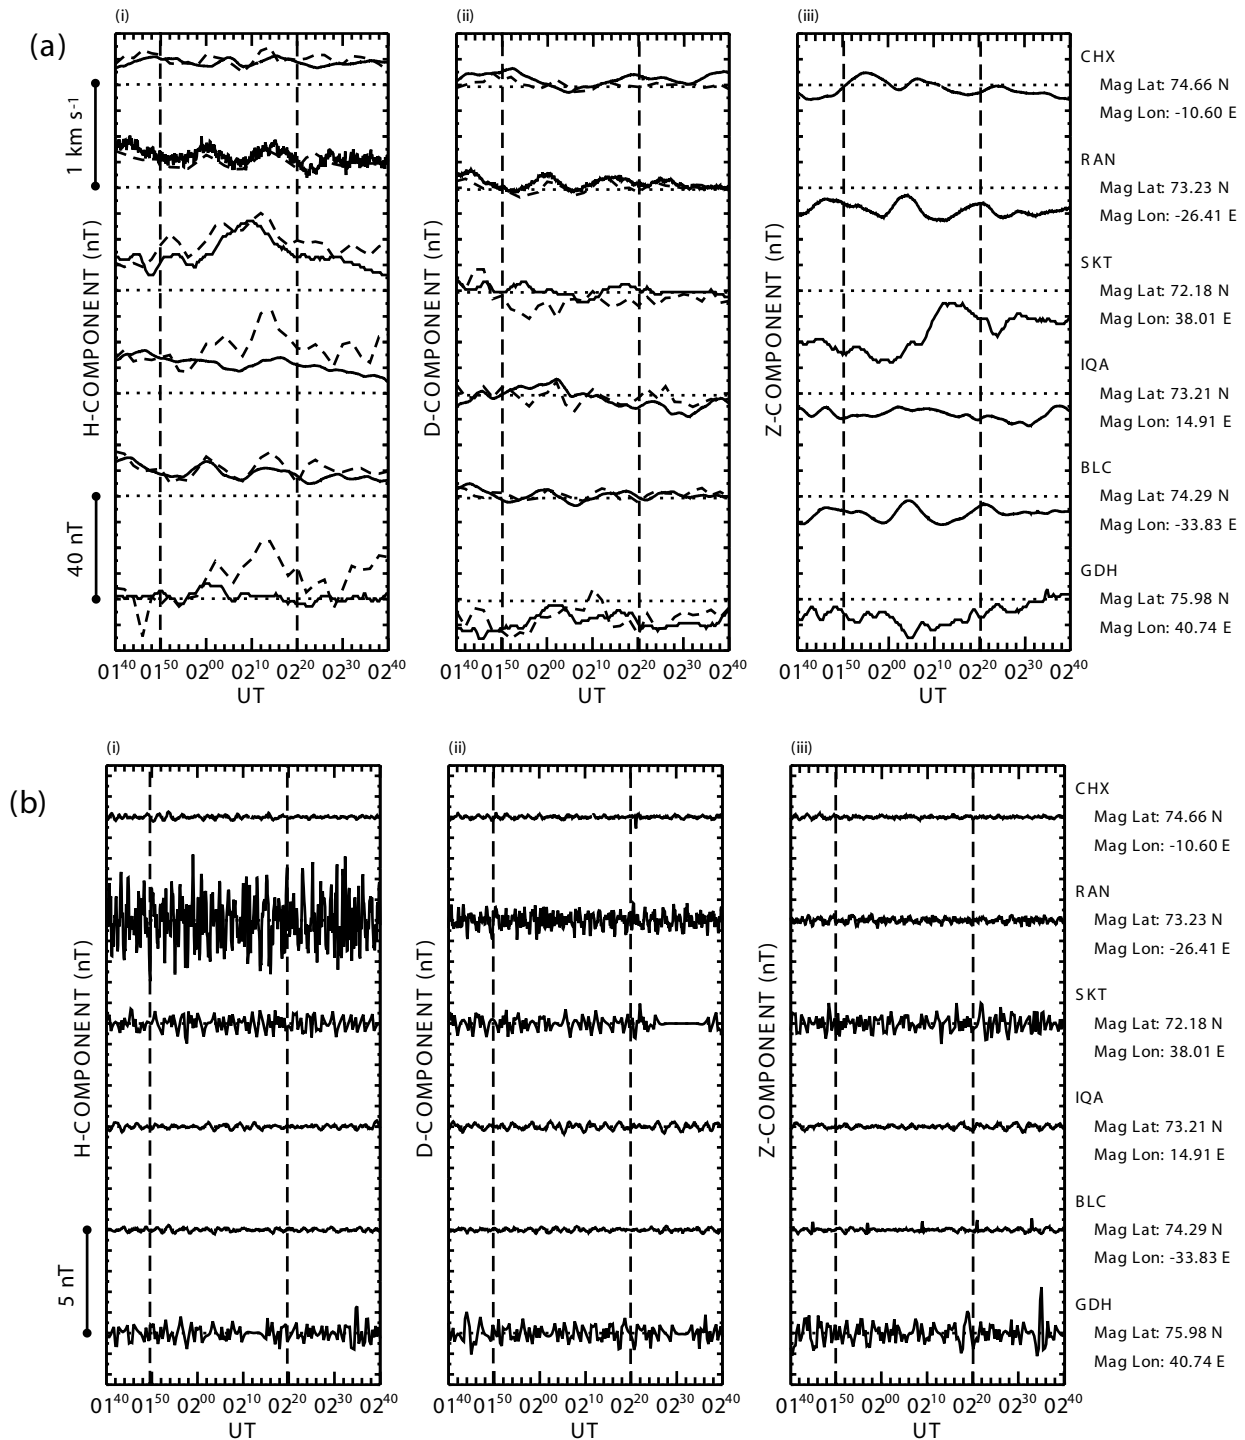 (i) (ii) (iii)
(a)
CHX
Mag Lat: 74.66 N
Mag Lon: -10.60 E
RAN
Mag Lat: 73.23 N
Mag Lon: -26.41 E
SKT
Mag Lat: 72.18 N
Mag Lon: 38.01 E
IQA
Mag Lat: 73.21 N
Mag Lon: 14.91 E
BLC
Mag Lat: 74.29 N
Mag Lon: -33.83 E
GDH
Mag Lat: 75.98 N
Mag Lon: 40.74 E
1 km s⁻¹
40 nT
H-COMPONENT (nT)
D-COMPONENT (nT)
Z-COMPONENT (nT)
01⁴⁰ 01⁵⁰ 02⁰⁰ 02¹⁰ 02²⁰ 02³⁰ 02⁴⁰ 01⁴⁰ 01⁵⁰ 02⁰⁰ 02¹⁰ 02²⁰ 02³⁰ 02⁴⁰ 01⁴⁰ 01⁵⁰ 02⁰⁰ 02¹⁰ 02²⁰ 02³⁰ 02⁴⁰
UT UT UT
(i) (ii) (iii)
(b)
CHX
Mag Lat: 74.66 N
Mag Lon: -10.60 E
RAN
Mag Lat: 73.23 N
Mag Lon: -26.41 E
SKT
Mag Lat: 72.18 N
Mag Lon: 38.01 E
IQA
Mag Lat: 73.21 N
Mag Lon: 14.91 E
BLC
Mag Lat: 74.29 N
Mag Lon: -33.83 E
GDH
Mag Lat: 75.98 N
Mag Lon: 40.74 E
5 nT
H-COMPONENT (nT)
D-COMPONENT (nT)
Z-COMPONENT (nT)
01⁴⁰ 01⁵⁰ 02⁰⁰ 02¹⁰ 02²⁰ 02³⁰ 02⁴⁰ 01⁴⁰ 01⁵⁰ 02⁰⁰ 02¹⁰ 02²⁰ 02³⁰ 02⁴⁰ 01⁴⁰ 01⁵⁰ 02⁰⁰ 02¹⁰ 02²⁰ 02³⁰ 02⁴⁰
UT UT UT